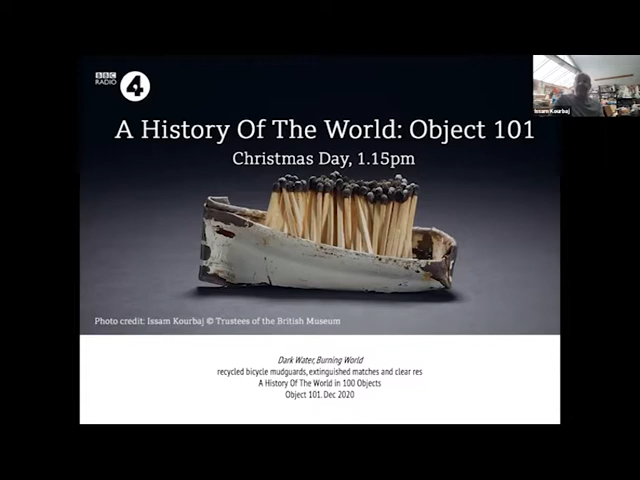 BBC
RADIO
4
A History Of The World: Object 101
Christmas Day, 1.15pm
Issam Kourbaj
Photo credit: Issam Kourbaj © Trustees of the British Museum
Dark Water, Burning World
recycled bicycle mudguards, extinguished matches and clear res
A History Of The World in 100 Objects
Object 101. Dec 2020